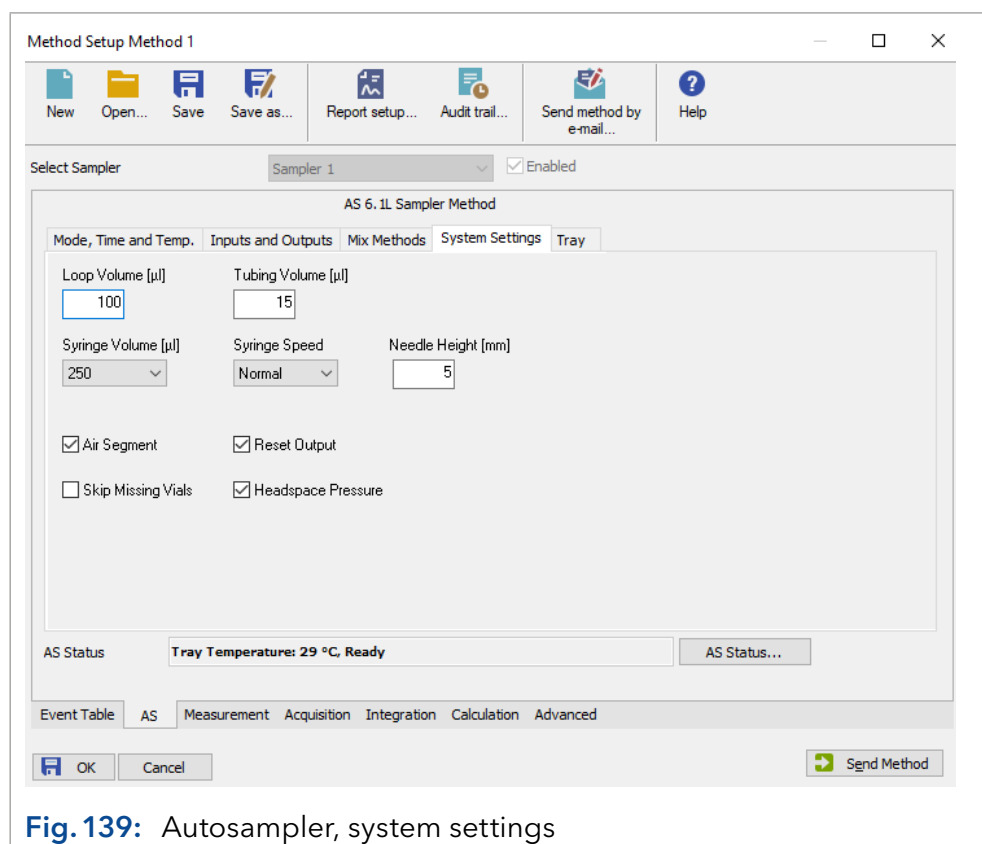 Method Setup Method 1
New Open... Save Save as... Report setup... Audit trail... Send method by e-mail... Help
Select Sampler Sampler 1 Enabled
AS 6.1L Sampler Method
Mode, Time and Temp. Inputs and Outputs Mix Methods System Settings Tray
Loop Volume [µl] Tubing Volume [µl]
100 15
Syringe Volume [µl] Syringe Speed Needle Height [mm]
250 Normal 5
Air Segment Reset Output
Skip Missing Vials Headspace Pressure
AS Status Tray Temperature: 29 °C, Ready AS Status...
Event Table AS Measurement Acquisition Integration Calculation Advanced
OK Cancel Send Method
Fig. 139: Autosampler, system settings